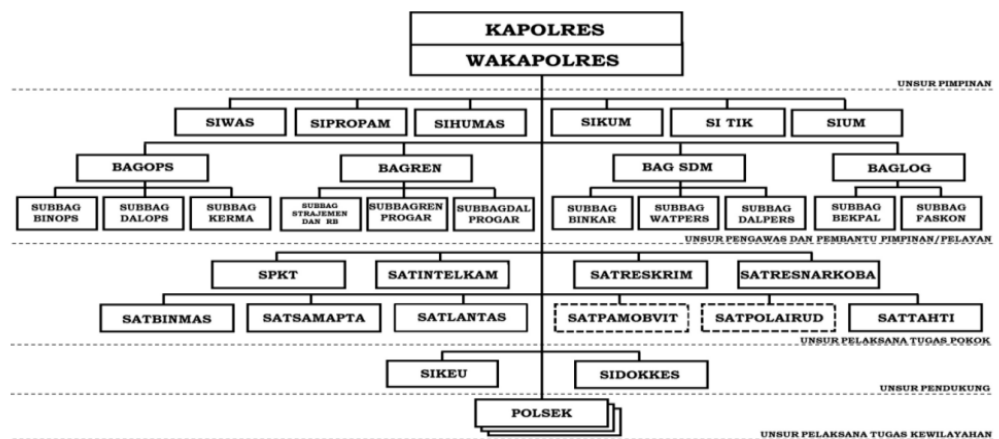 KAPOLRES
WAKAPOLRES
UNSUR PIMPINAN
SIWAS
SIPROPAM
SIHUMAS
SIKUM
SI TIK
SIUM
BAGOPS
BAGREN
BAG SDM
BAGLOG
SUBBAG
BINOPS
SUBBAG
DALOPS
SUBBAG
KERMA
SUBBAG
STRAJEMEN
DAN RB
SUBBAGREN
PROGAR
SUBBAGDAL
PROGAR
SUBBAG
BINKAR
SUBBAG
WATPERS
SUBBAG
DALPERS
SUBBAG
BEKPAL
SUBBAG
FASKON
UNSUR PENGAWAS DAN PEMBANTU PIMPINAN/PELAYAN
SPKT
SATINTELKAM
SATRESKRIM
SATRESNARKOBA
SATBINMAS
SATSAMAPTA
SATLANTAS
SATPAMOBVIT
SATPOLAIRUD
SATTAHTI
UNSUR PELAKSANA TUGAS POKOK
SIKEU
SIDOKKES
UNSUR PENDUKUNG
POLSEK
UNSUR PELAKSANA TUGAS KEWILAYAHAN